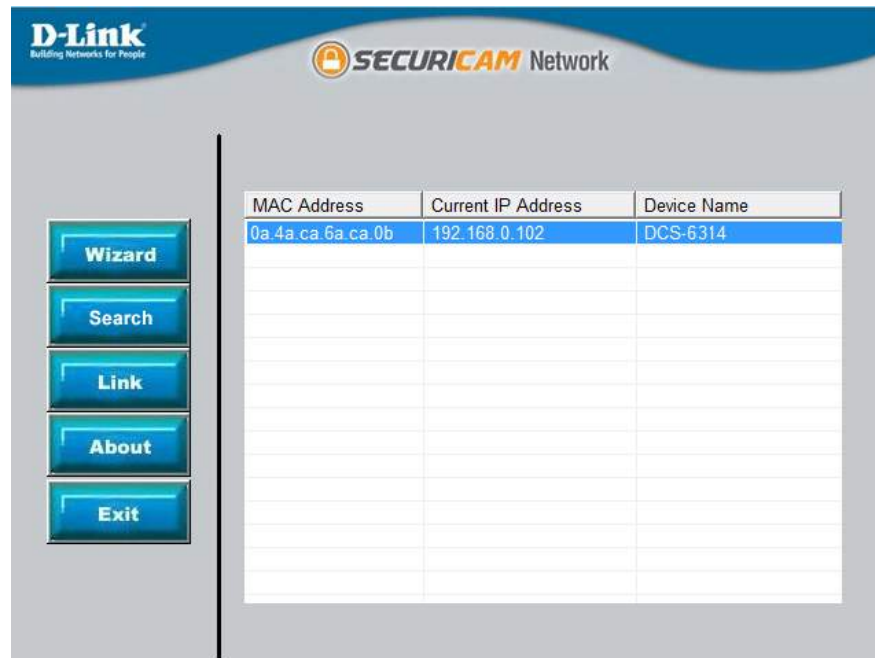 D-Link
Building Networks for People
SECURICAM Network
Wizard
Search
Link
About
Exit
MAC Address Current IP Address Device Name
0a.4a.ca.6a.ca.0b 192.168.0.102 DCS-6314